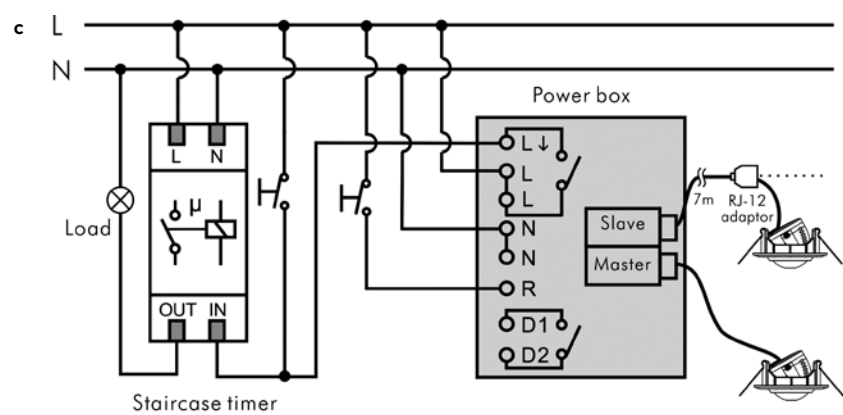 c
L
N
Power box
L N
L ↓
L
L
N
N
R
D1
D2
μ
Load
OUT IN
Slave
Master
7m
RJ-12
adaptor
Staircase timer